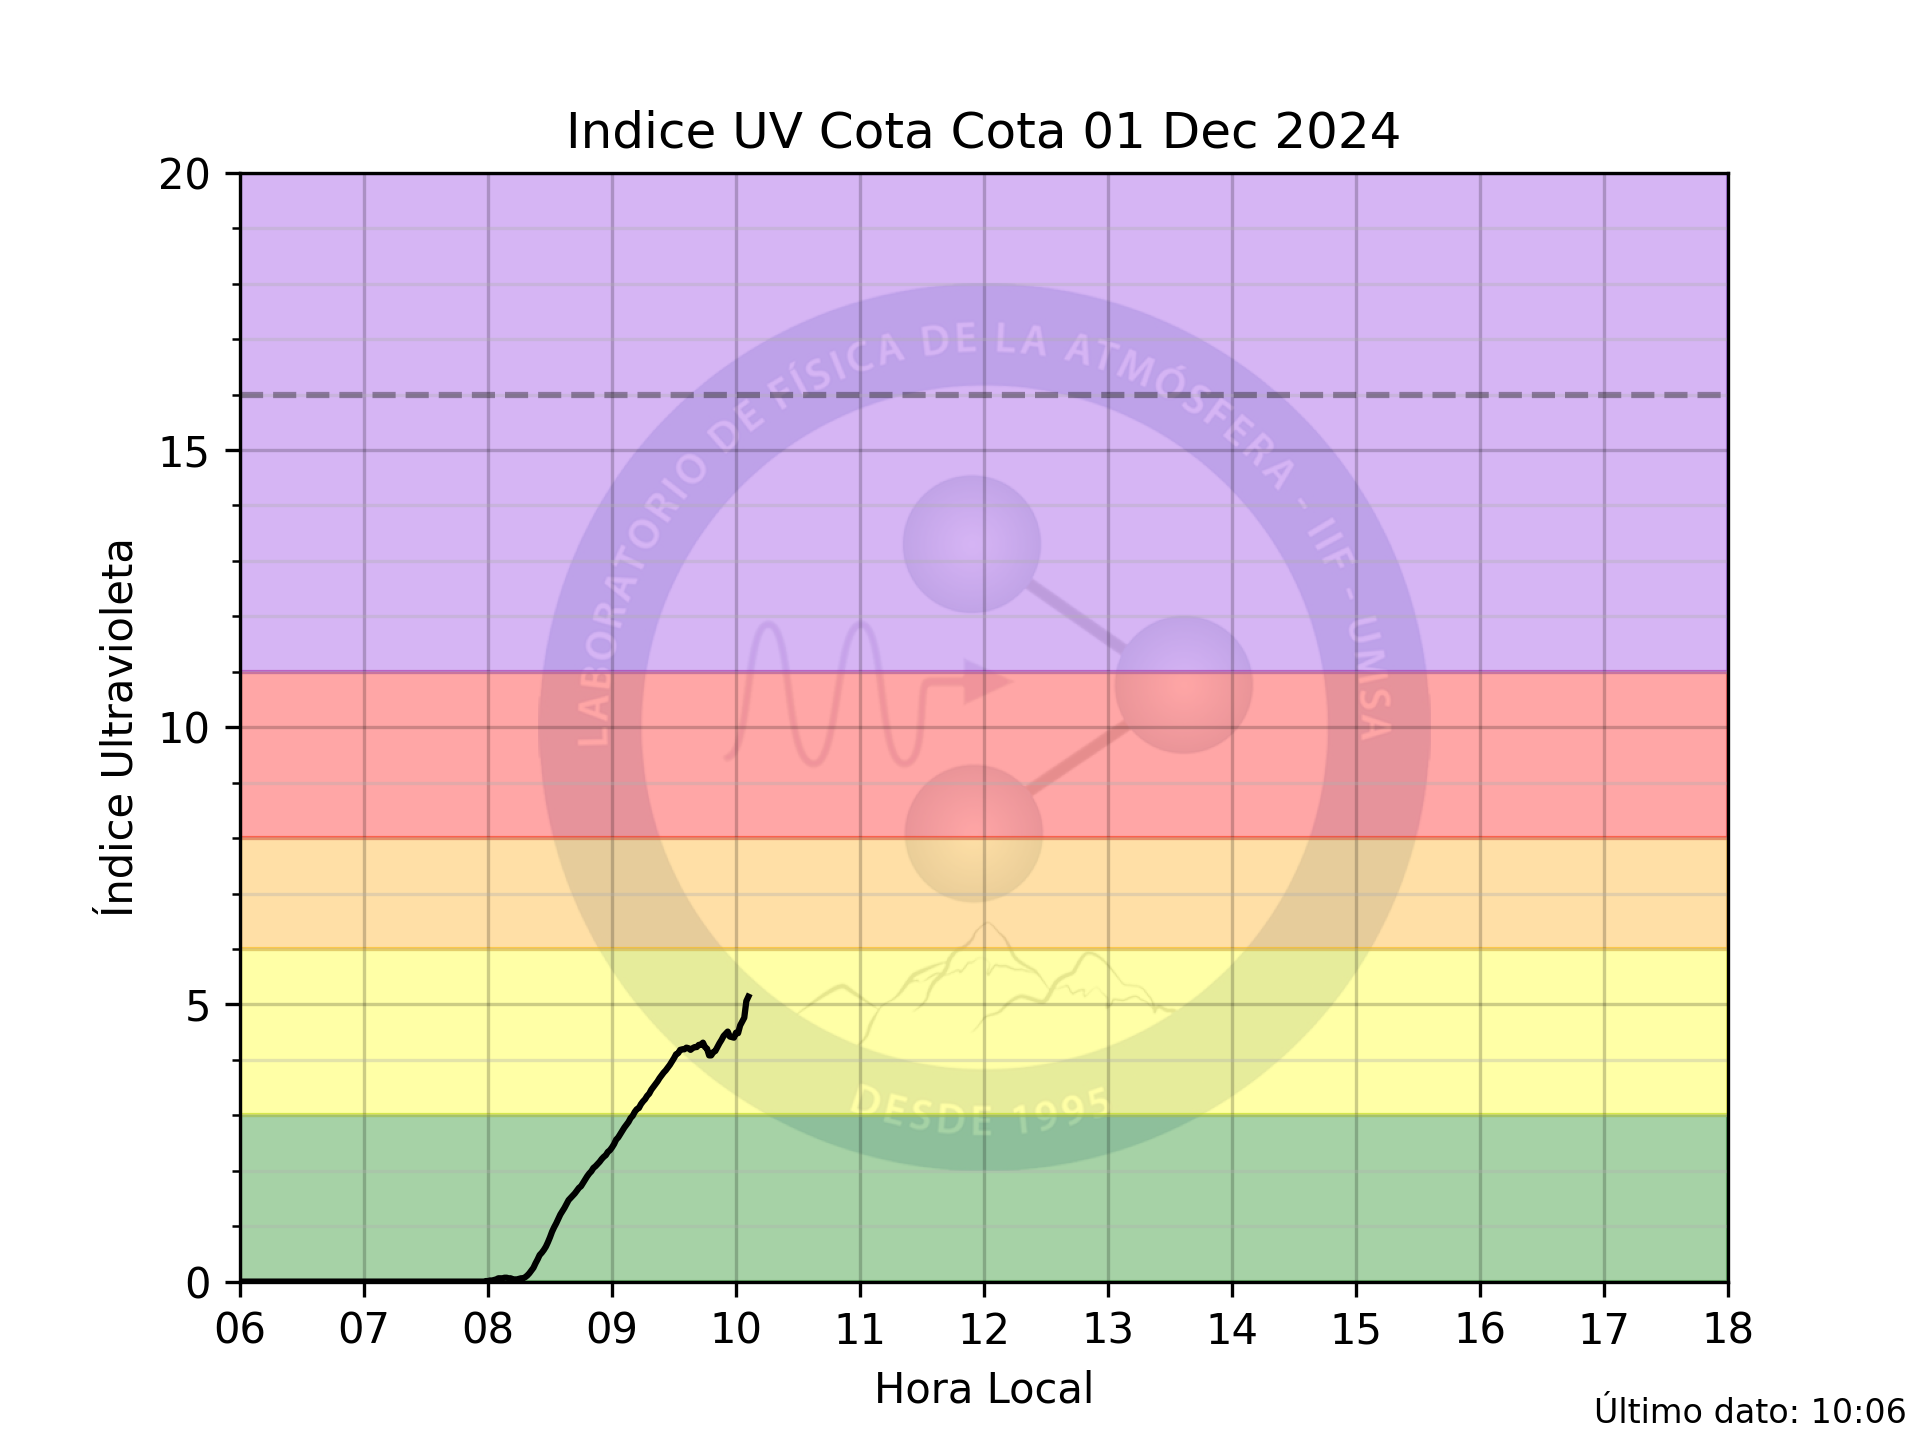 Indice UV Cota Cota 01 Dec 2024
20
15
10
5
0
Índice Ultravioleta
LABORATORIO DE FÍSICA DE LA ATMÓSFERA - IIF - UMSA
DESDE 1995
06 07 08 09 10 11 12 13 14 15 16 17 18
Hora Local
Último dato: 10:06